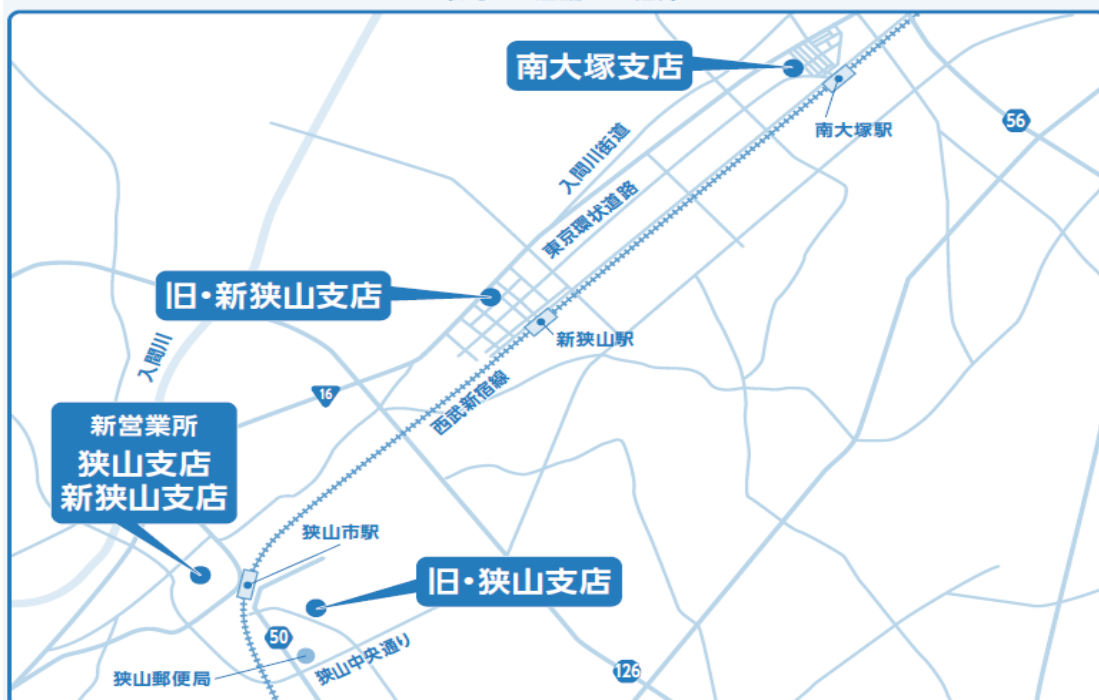 南大塚支店
56
南大塚駅
入間川街道
東京環状道路
旧・新狭山支店
新狭山駅
入間川
16
西武新宿線
新営業所
狭山支店
新狭山支店
狭山市駅
旧・狭山支店
50
狭山中央通り
狭山郵便局
126